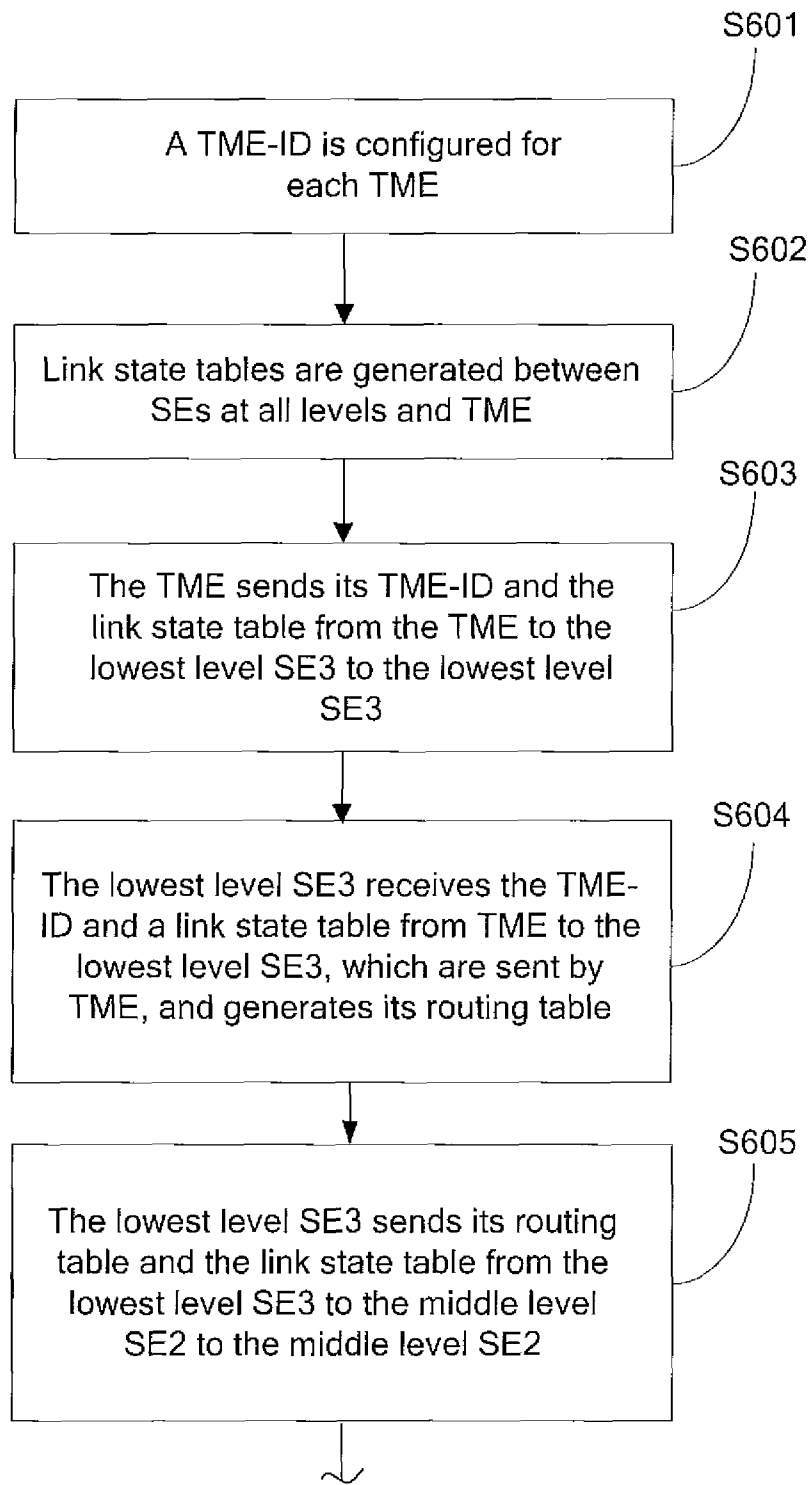 S601
A TME-ID is configured for
each TME
S602
Link state tables are generated between
SEs at all levels and TME
S603
The TME sends its TME-ID and the
link state table from the TME to the
lowest level SE3 to the lowest level
SE3
S604
The lowest level SE3 receives the TME-
ID and a link state table from TME to the
lowest level SE3, which are sent by
TME, and generates its routing table
S605
The lowest level SE3 sends its routing
table and the link state table from the
lowest level SE3 to the middle level
SE2 to the middle level SE2